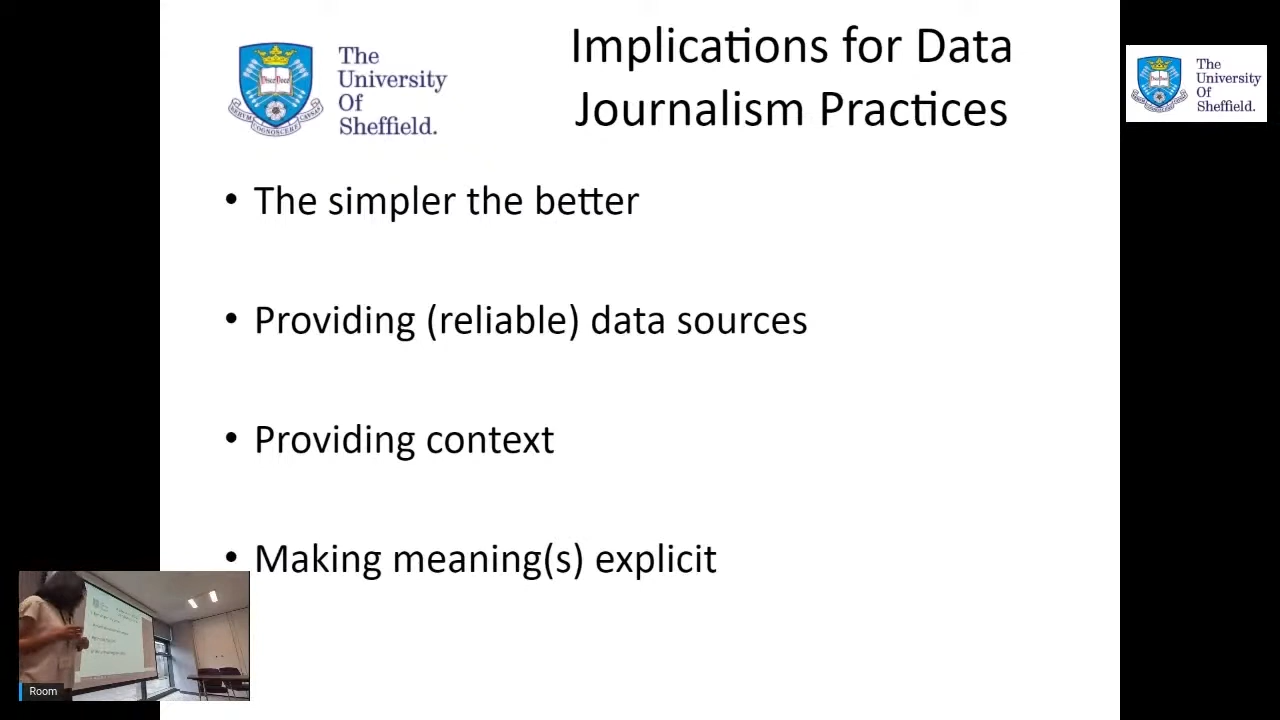 The
University
Of
Sheffield.
Implications for Data
Journalism Practices
The
University
Of
Sheffield.
• The simpler the better
• Providing (reliable) data sources
• Providing context
• Making meaning(s) explicit
Room